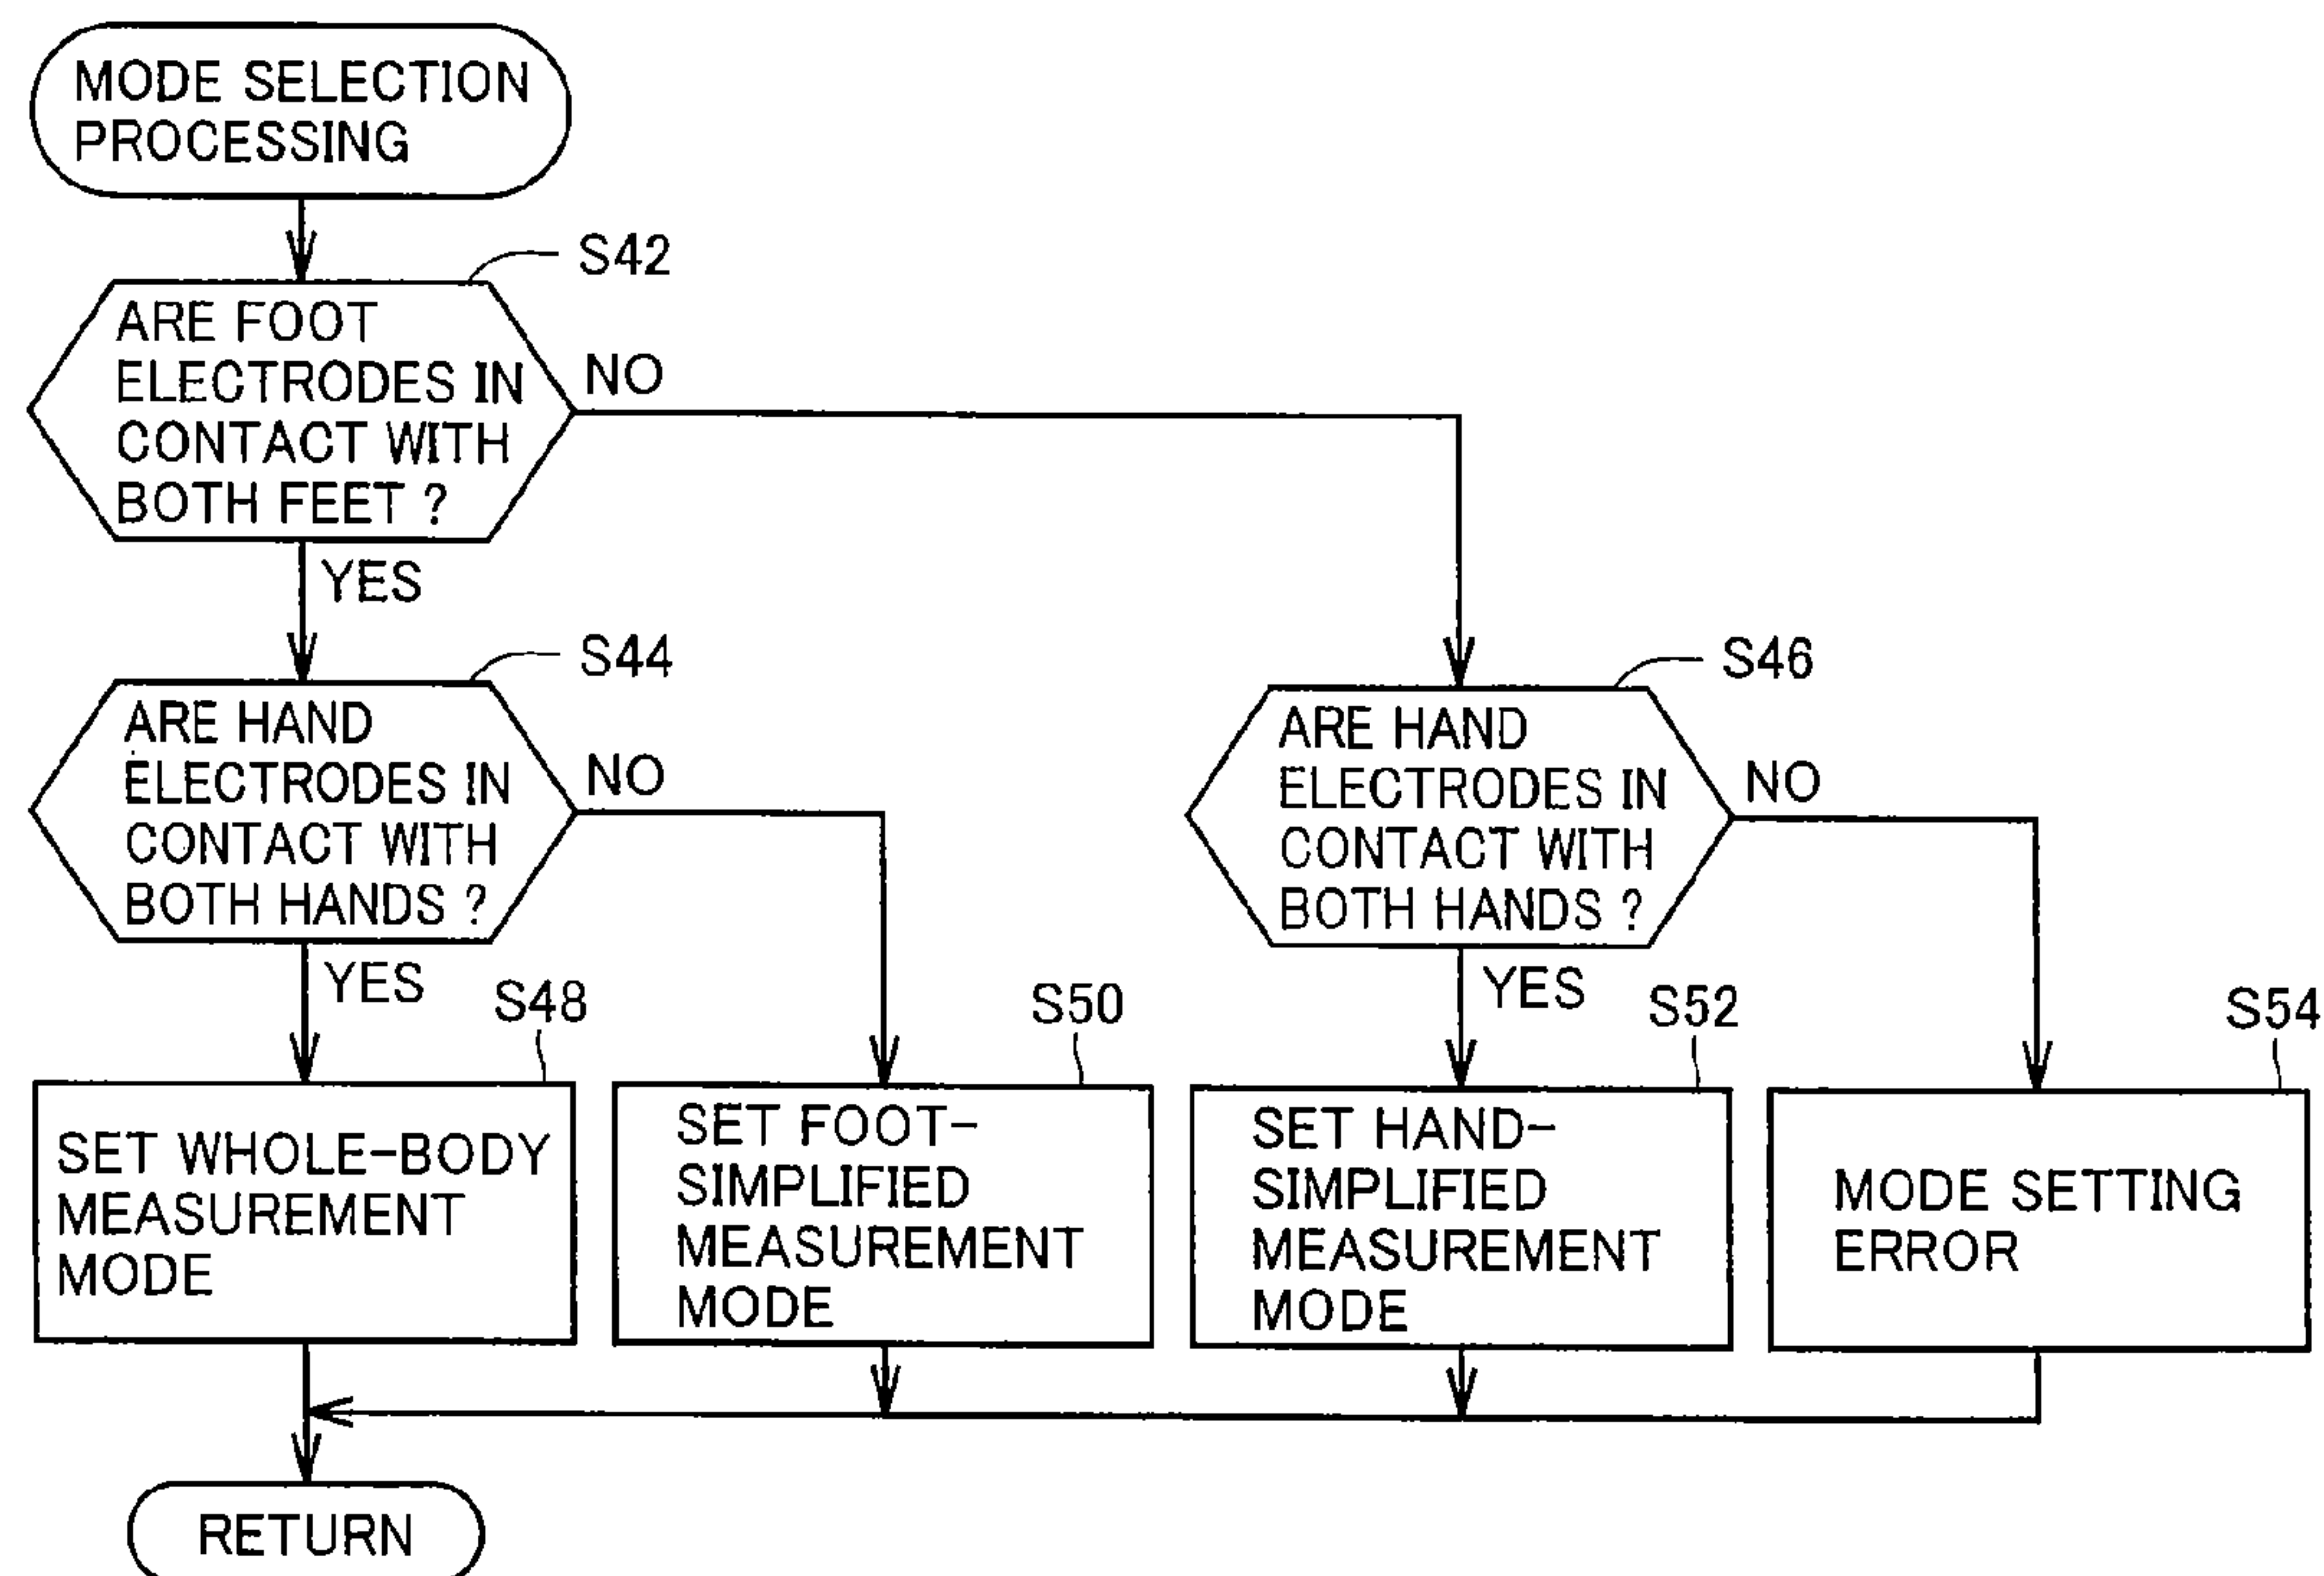 MODE SELECTION
PROCESSING
S42
ARE FOOT
ELECTRODES IN
CONTACT WITH
BOTH FEET ?
NO
YES
S44
ARE HAND
ELECTRODES IN
CONTACT WITH
BOTH HANDS ?
NO
YES
S46
ARE HAND
ELECTRODES IN
CONTACT WITH
BOTH HANDS ?
NO
YES
S48
SET WHOLE-BODY
MEASUREMENT
MODE
S50
SET FOOT-
SIMPLIFIED
MEASUREMENT
MODE
S52
SET HAND-
SIMPLIFIED
MEASUREMENT
MODE
S54
MODE SETTING
ERROR
RETURN